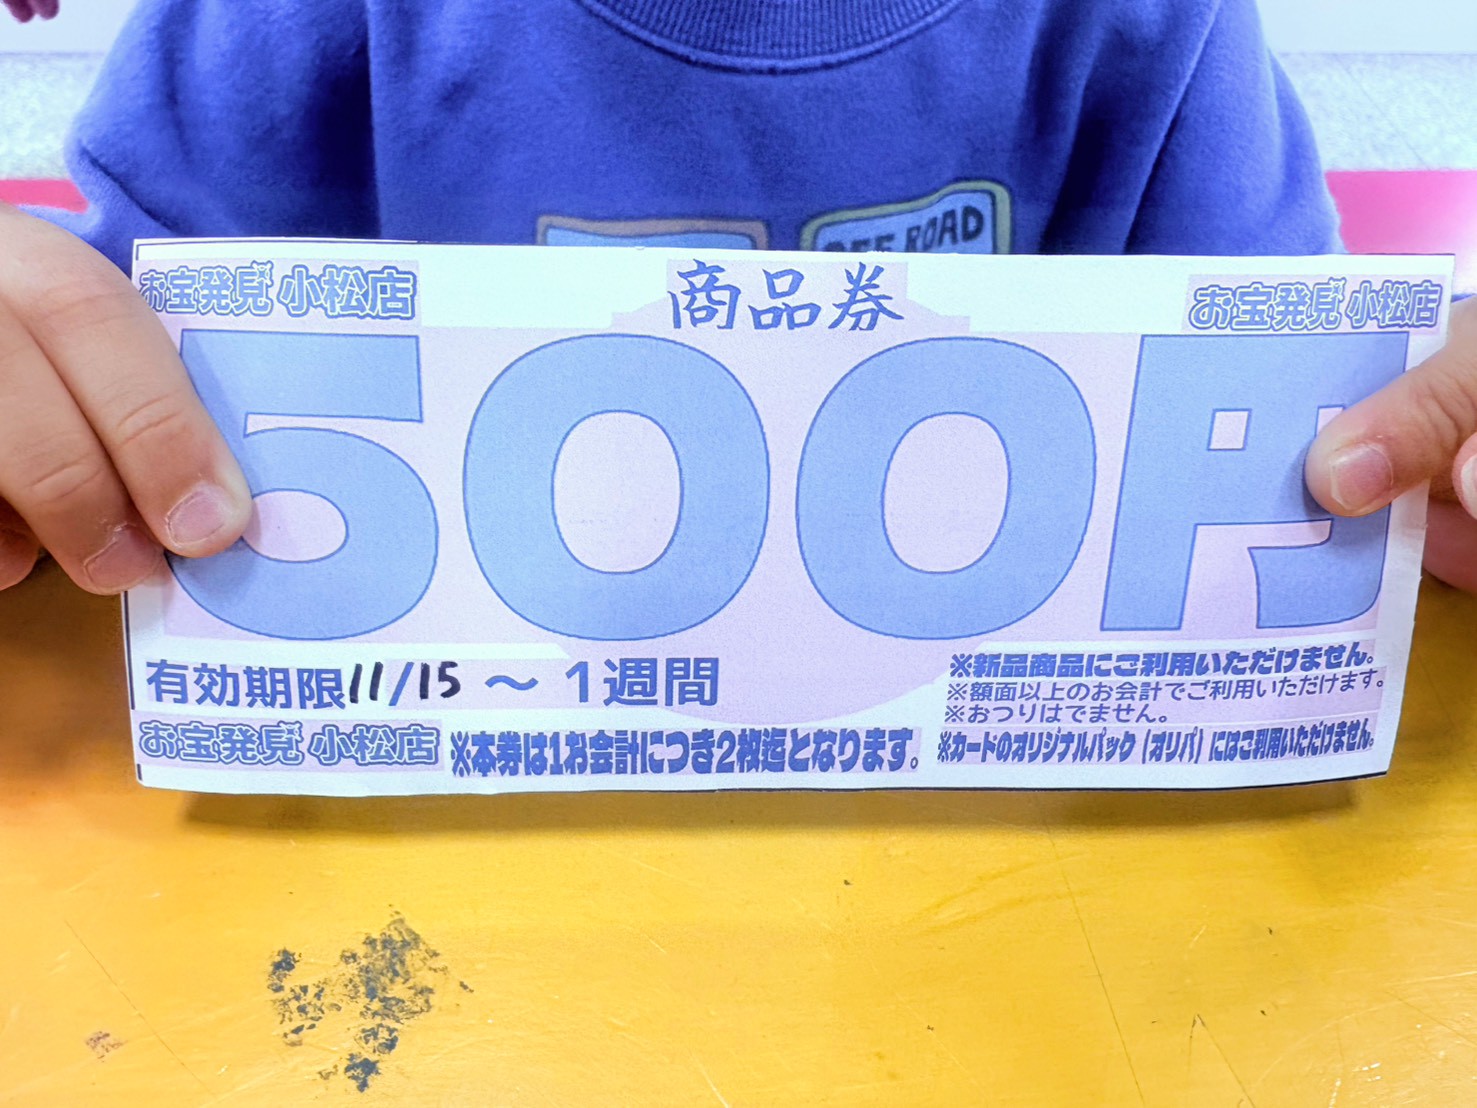 OFF ROAD
お宝発見 小松店
商品券
お宝発見 小松店
500円
有効期限11/15 ～ 1週間
お宝発見 小松店
※本券は1お会計につき2枚迄となります。
※新品商品にご利用いただけません。
※額面以上のお会計でご利用いただけます。
※おつりはでません。
※カードのオリジナルパック(オリパ)にはご利用いただけません。